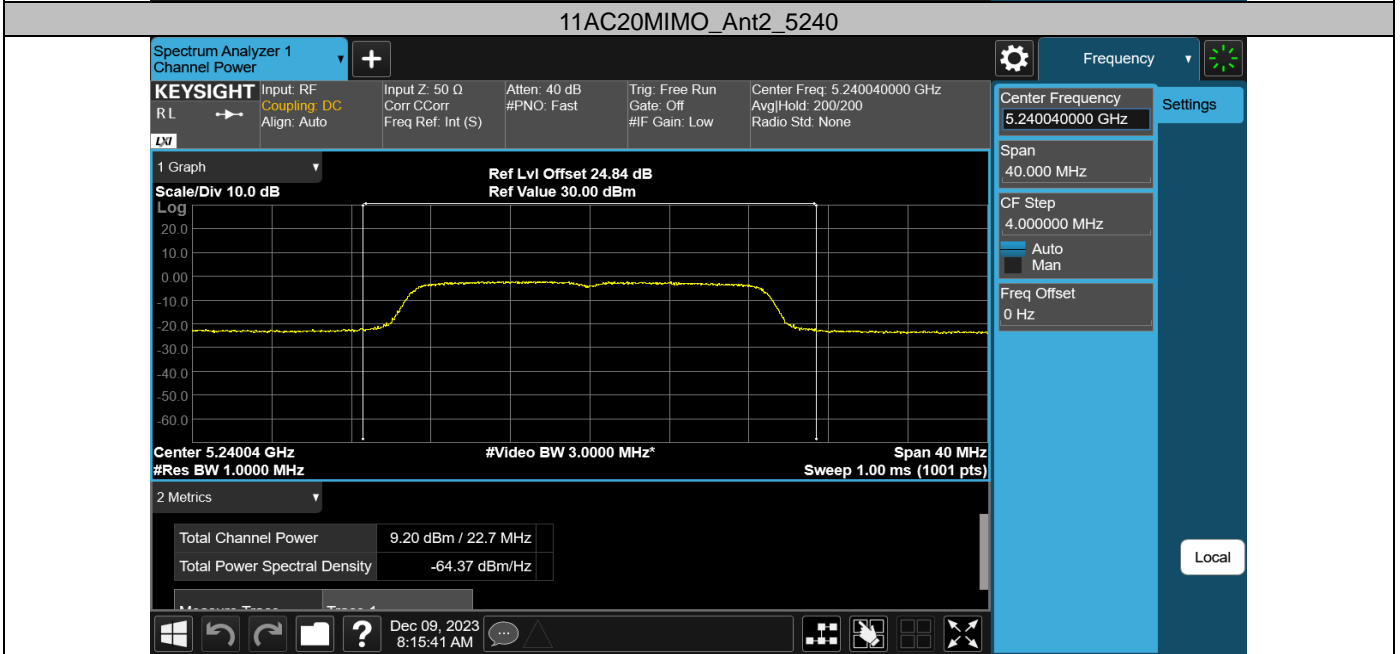 11AC20MIMO_Ant2_5240
Spectrum Analyzer 1
Channel Power
Frequency
KEYSIGHT
R L
LXI
Input: RF
Coupling: DC
Align: Auto
Input Z: 50 Ω
Corr CCorr
Freq Ref: Int (S)
Atten: 40 dB
#PNO: Fast
Trig: Free Run
Gate: Off
#IF Gain: Low
Center Freq: 5.240040000 GHz
Avg|Hold: 200/200
Radio Std: None
Center Frequency
5.240040000 GHz
Settings
Span
40.000 MHz
CF Step
4.000000 MHz
Auto
Man
Freq Offset
0 Hz
1 Graph
Scale/Div 10.0 dB
Ref Lvl Offset 24.84 dB
Ref Value 30.00 dBm
Log
20.0
10.0
0.00
-10.0
-20.0
-30.0
-40.0
-50.0
-60.0
Center 5.24004 GHz
#Video BW 3.0000 MHz*
Span 40 MHz
#Res BW 1.0000 MHz
Sweep 1.00 ms (1001 pts)
2 Metrics
Total Channel Power 9.20 dBm / 22.7 MHz
Total Power Spectral Density -64.37 dBm/Hz
Measure Trace Trace 1
Local
?
Dec 09, 2023
8:15:41 AM